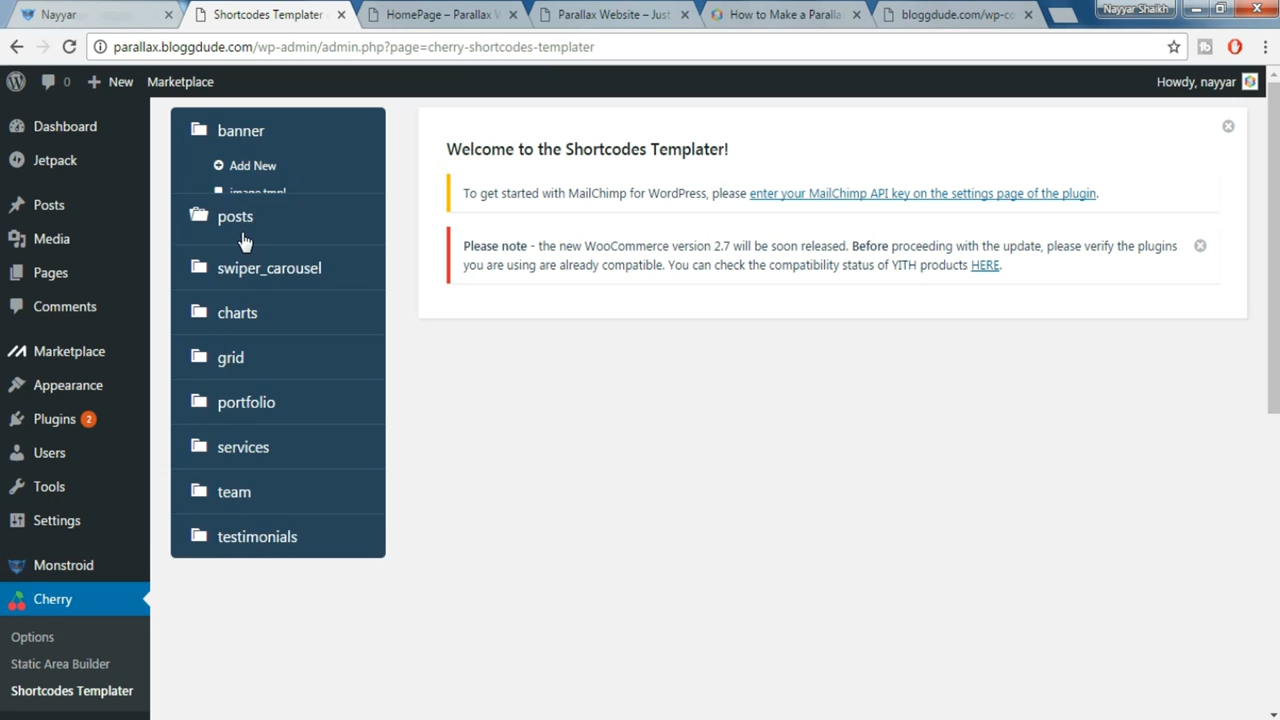 Nayyar
Shortcodes Templater
HomePage – Parallax W
Parallax Website – Just
How to Make a Paralla
bloggdude.com/wp-co
Nayyar Shaikh
parallax.bloggdude.com/wp-admin/admin.php?page=cherry-shortcodes-templater
0
New
Marketplace
Howdy, nayyar
Dashboard
Jetpack
Posts
Media
Pages
Comments
Marketplace
Appearance
Plugins 2
Users
Tools
Settings
Monstroid
Cherry
Options
Static Area Builder
Shortcodes Templater
banner
Add New
image.tmpl
posts
swiper_carousel
charts
grid
portfolio
services
team
testimonials
Welcome to the Shortcodes Templater!
To get started with MailChimp for WordPress, please enter your MailChimp API key on the settings page of the plugin.
Please note - the new WooCommerce version 2.7 will be soon released. Before proceeding with the update, please verify the plugins
you are using are already compatible. You can check the compatibility status of YITH products HERE.